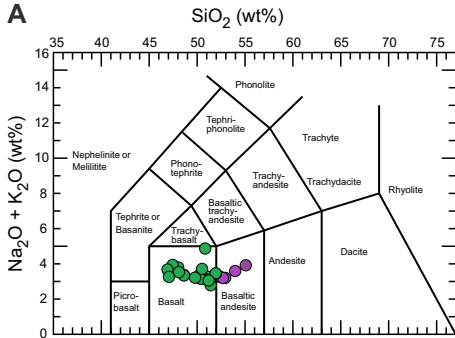 A
SiO2 (wt%)
35 40 45 50 55 60 65 70 75
16
14
12
10
8
6
4
2
0
Na2O + K2O (wt%)
Phonolite
Tephri-
phonolite
Trachyte
Nephelinite or
Melilitite
Phono-
tephrite
Trachy-
andesite
Trachydacite
Rhyolite
Tephrite or
Basanite
Basaltic
trachy-
andesite
Trachy-
basalt
Andesite
Dacite
Picro-
basalt
Basalt
Basaltic
andesite